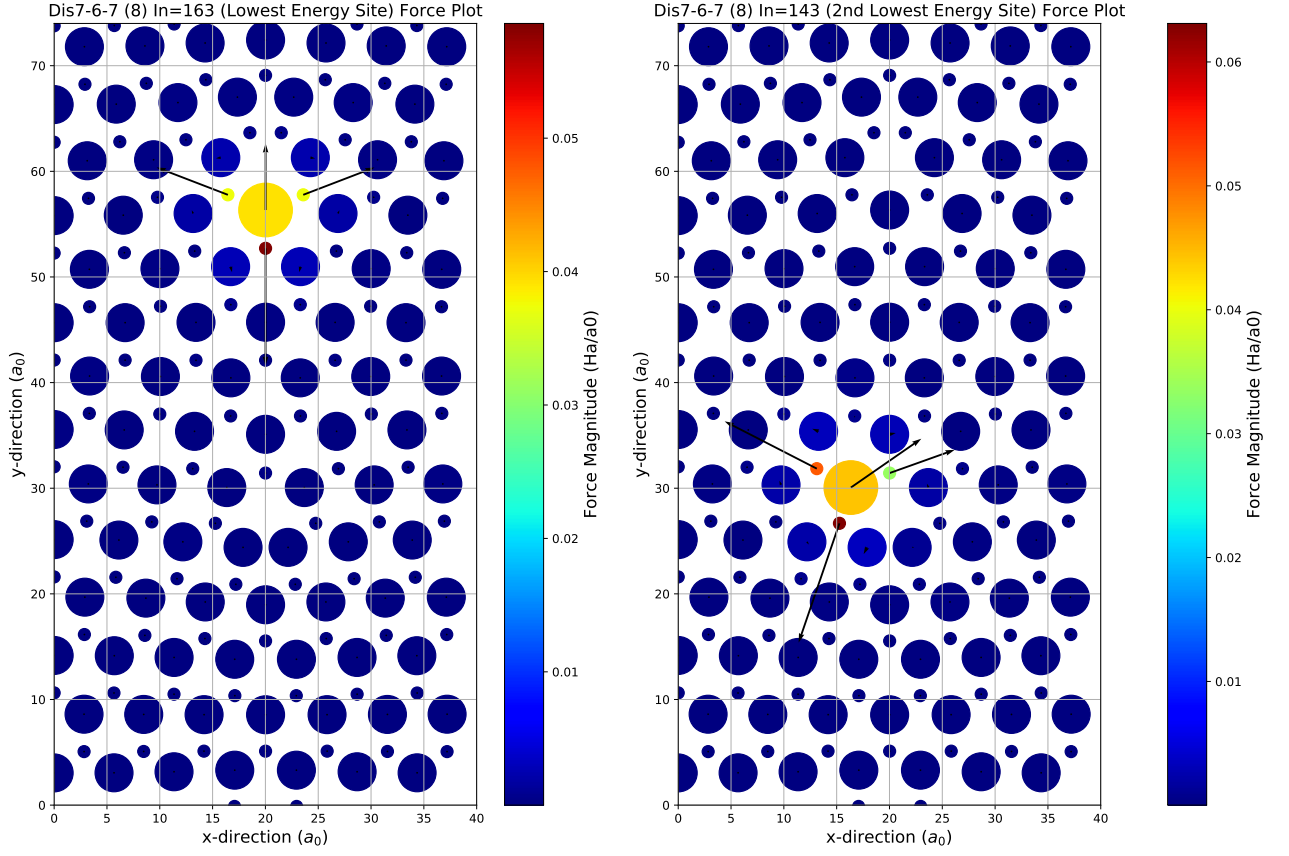 Dis7-6-7 (8) In=163 (Lowest Energy Site) Force Plot
70
60
50
40
30
20
10
0
0 5 10 15 20 25 30 35 40
y-direction (a0)
x-direction (a0)
0.05
0.04
0.03
0.02
0.01
Force Magnitude (Ha/a0)
Dis7-6-7 (8) In=143 (2nd Lowest Energy Site) Force Plot
70
60
50
40
30
20
10
0
0 5 10 15 20 25 30 35 40
y-direction (a0)
x-direction (a0)
0.06
0.05
0.04
0.03
0.02
0.01
Force Magnitude (Ha/a0)